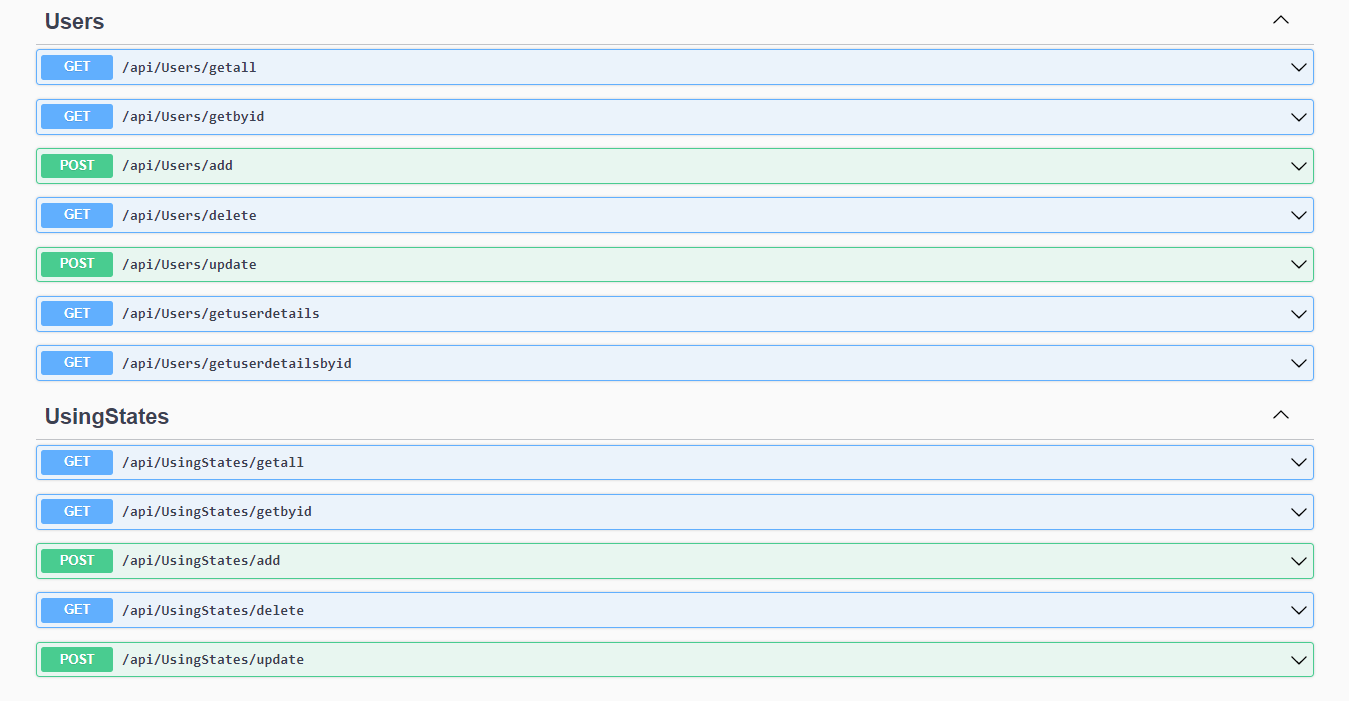 Users
GET /api/Users/getall
GET /api/Users/getbyid
POST /api/Users/add
GET /api/Users/delete
POST /api/Users/update
GET /api/Users/getuserdetails
GET /api/Users/getuserdetailsbyid
UsingStates
GET /api/UsingStates/getall
GET /api/UsingStates/getbyid
POST /api/UsingStates/add
GET /api/UsingStates/delete
POST /api/UsingStates/update